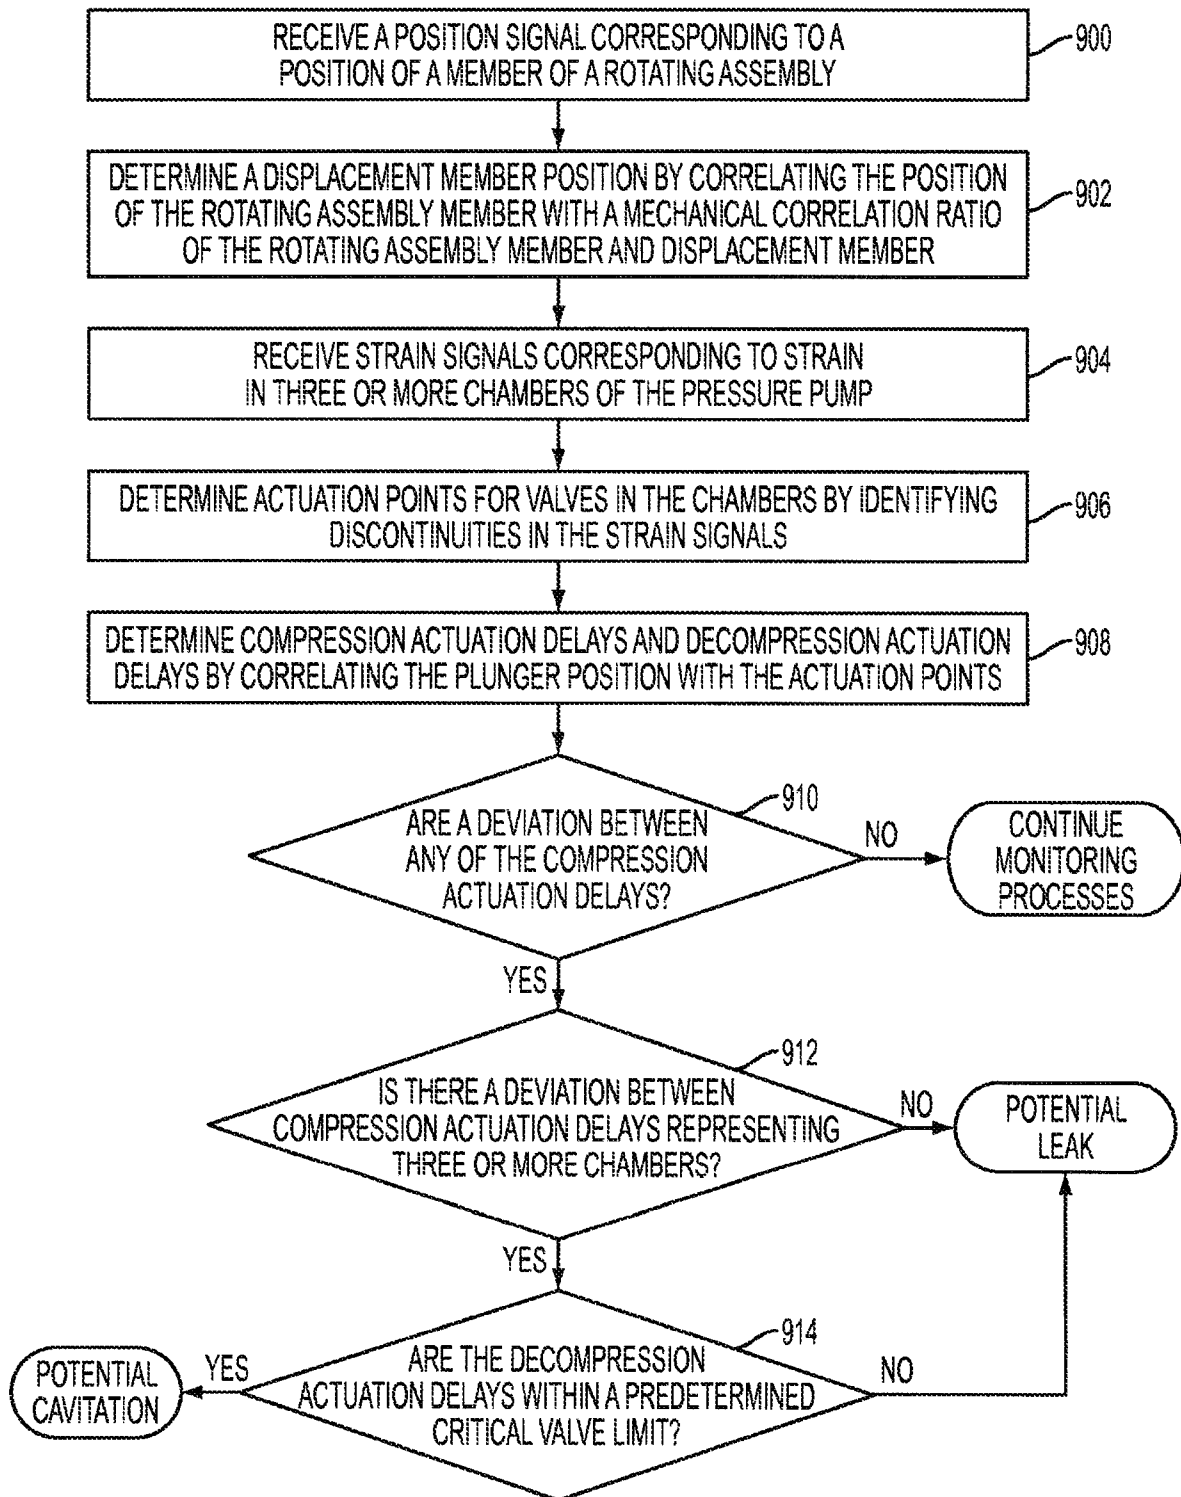 RECEIVE A POSITION SIGNAL CORRESPONDING TO A
POSITION OF A MEMBER OF A ROTATING ASSEMBLY
900
DETERMINE A DISPLACEMENT MEMBER POSITION BY CORRELATING THE POSITION
OF THE ROTATING ASSEMBLY MEMBER WITH A MECHANICAL CORRELATION RATIO
OF THE ROTATING ASSEMBLY MEMBER AND DISPLACEMENT MEMBER
902
RECEIVE STRAIN SIGNALS CORRESPONDING TO STRAIN
IN THREE OR MORE CHAMBERS OF THE PRESSURE PUMP
904
DETERMINE ACTUATION POINTS FOR VALVES IN THE CHAMBERS BY IDENTIFYING
DISCONTINUITIES IN THE STRAIN SIGNALS
906
DETERMINE COMPRESSION ACTUATION DELAYS AND DECOMPRESSION ACTUATION
DELAYS BY CORRELATING THE PLUNGER POSITION WITH THE ACTUATION POINTS
908
ARE A DEVIATION BETWEEN
ANY OF THE COMPRESSION
ACTUATION DELAYS?
910
NO
CONTINUE
MONITORING
PROCESSES
YES
IS THERE A DEVIATION BETWEEN
COMPRESSION ACTUATION DELAYS REPRESENTING
THREE OR MORE CHAMBERS?
912
NO
POTENTIAL
LEAK
YES
ARE THE DECOMPRESSION
ACTUATION DELAYS WITHIN A PREDETERMINED
CRITICAL VALVE LIMIT?
914
NO
YES
POTENTIAL
CAVITATION